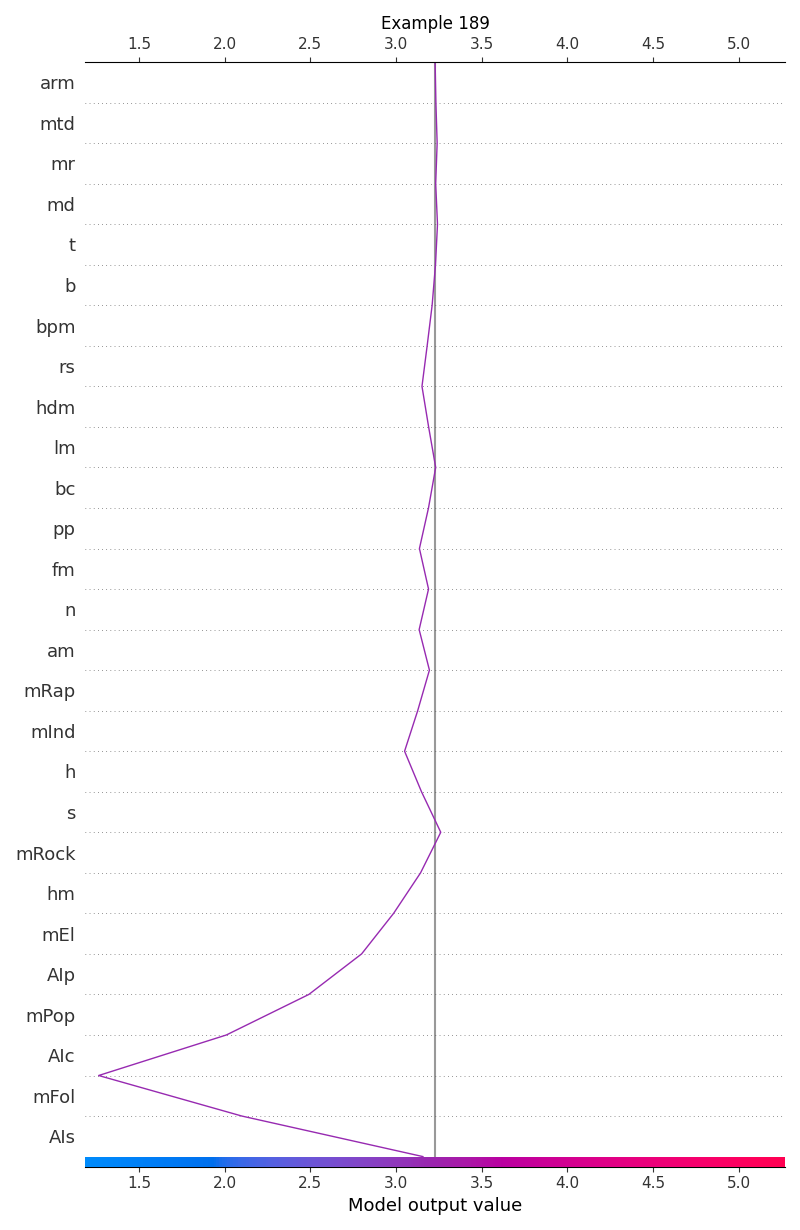 Example 189
1.5 2.0 2.5 3.0 3.5 4.0 4.5 5.0
arm
mtd
mr
md
t
b
bpm
rs
hdm
lm
bc
pp
fm
n
am
mRap
mInd
h
s
mRock
hm
mEl
AIp
mPop
AIc
mFol
AIs
1.5 2.0 2.5 3.0 3.5 4.0 4.5 5.0
Model output value